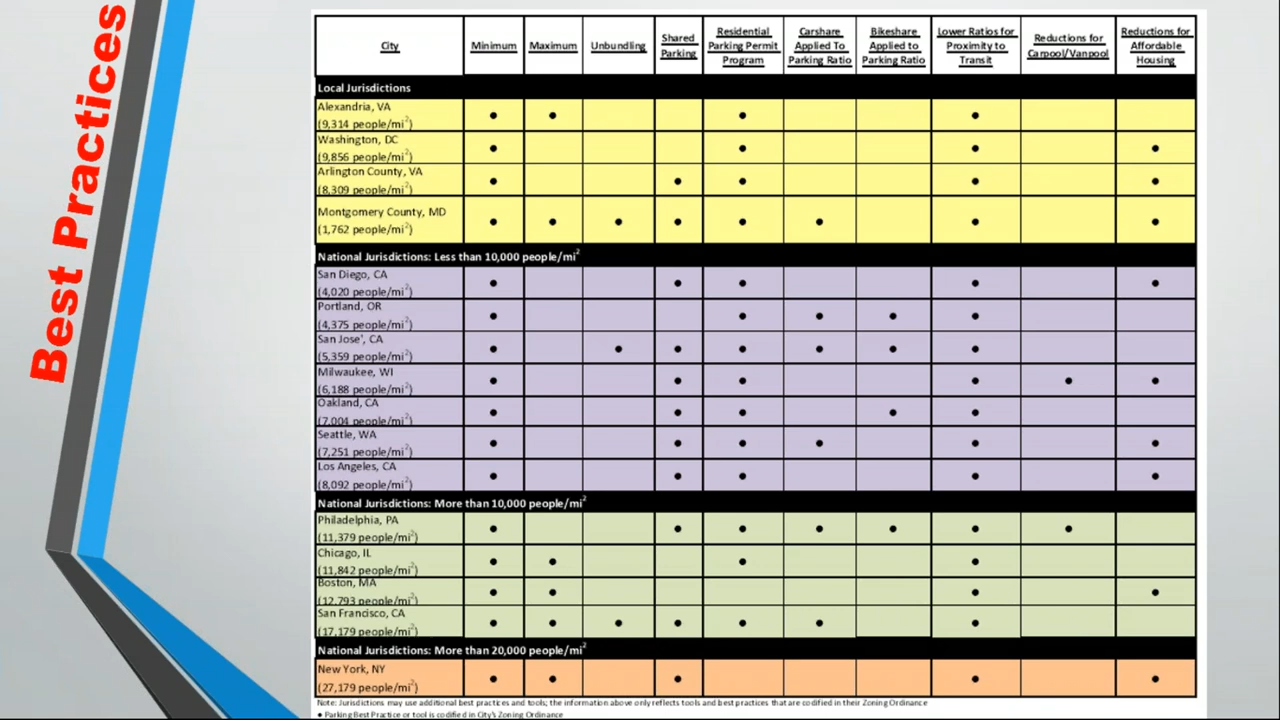 Best Practices
City Minimum Maximum Unbundling Shared Parking Residential Parking Permit Program Carshare Applied To Parking Ratio Bikeshare Applied to Parking Ratio Lower Ratios for Proximity to Transit Reductions for Carpool/Vanpool Reductions for Affordable Housing
Local Jurisdictions
Alexandria, VA
(9,314 people/mi²) ● ● ● ●
Washington, DC
(9,856 people/mi²) ● ● ● ●
Arlington County, VA
(8,309 people/mi²) ● ● ● ● ●
Montgomery County, MD
(1,762 people/mi²) ● ● ● ● ● ● ● ●
National Jurisdictions: Less than 10,000 people/mi²
San Diego, CA
(4,020 people/mi²) ● ● ● ● ●
Portland, OR
(4,375 people/mi²) ● ● ● ● ●
San Jose', CA
(5,359 people/mi²) ● ● ● ● ● ● ●
Milwaukee, WI
(6,188 people/mi²) ● ● ● ● ● ●
Oakland, CA
(7,004 people/mi²) ● ● ● ● ●
Seattle, WA
(7,251 people/mi²) ● ● ● ● ● ●
Los Angeles, CA
(8,092 people/mi²) ● ● ● ● ●
National Jurisdictions: More than 10,000 people/mi²
Philadelphia, PA
(11,379 people/mi²) ● ● ● ● ● ● ●
Chicago, IL
(11,842 people/mi²) ● ● ● ●
Boston, MA
(12,793 people/mi²) ● ● ● ●
San Francisco, CA
(17,179 people/mi²) ● ● ● ● ● ● ●
National Jurisdictions: More than 20,000 people/mi²
New York, NY
(27,179 people/mi²) ● ● ● ● ●
Note: Jurisdictions may use additional best practices and tools; the information above only reflects tools and best practices that are codified in their Zoning Ordinance
● Parking Best Practice or tool is codified in City's Zoning Ordinance